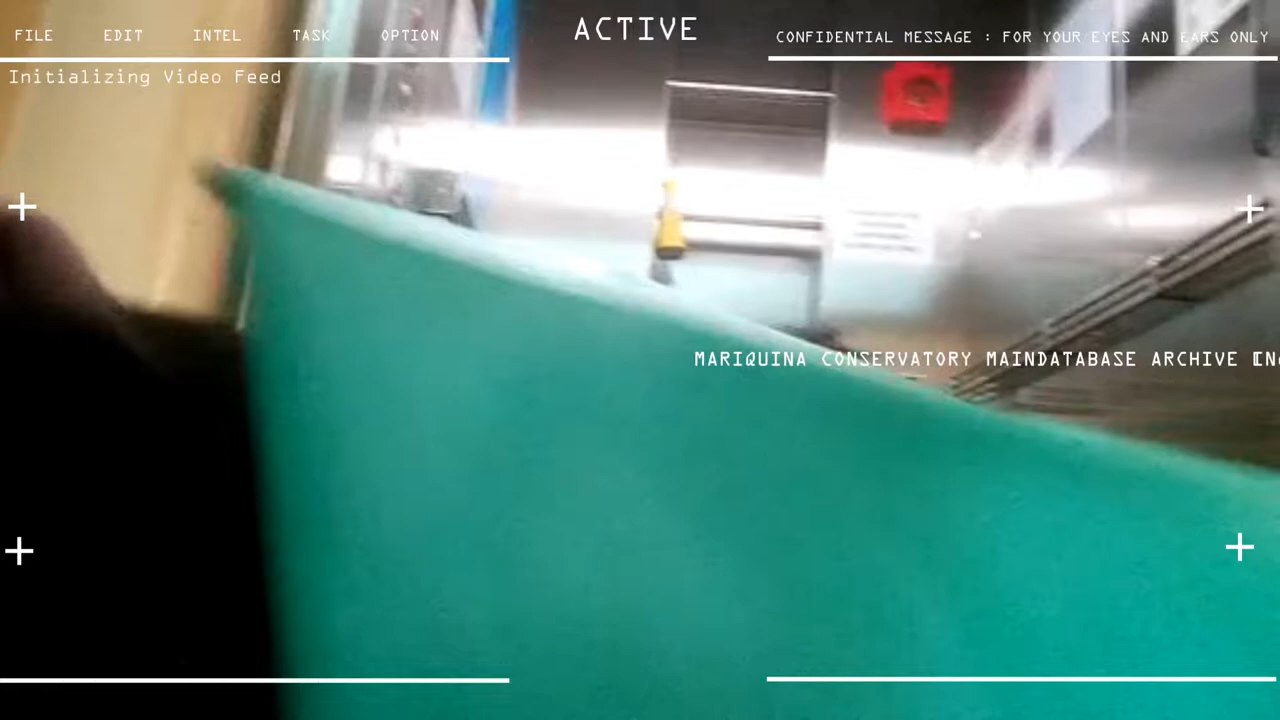 FILE EDIT INTEL TASK OPTION
ACTIVE
CONFIDENTIAL MESSAGE : FOR YOUR EYES AND EARS ONLY
Initializing Video Feed
MARIQUINA CONSERVATORY MAINDATABASE ARCHIVE